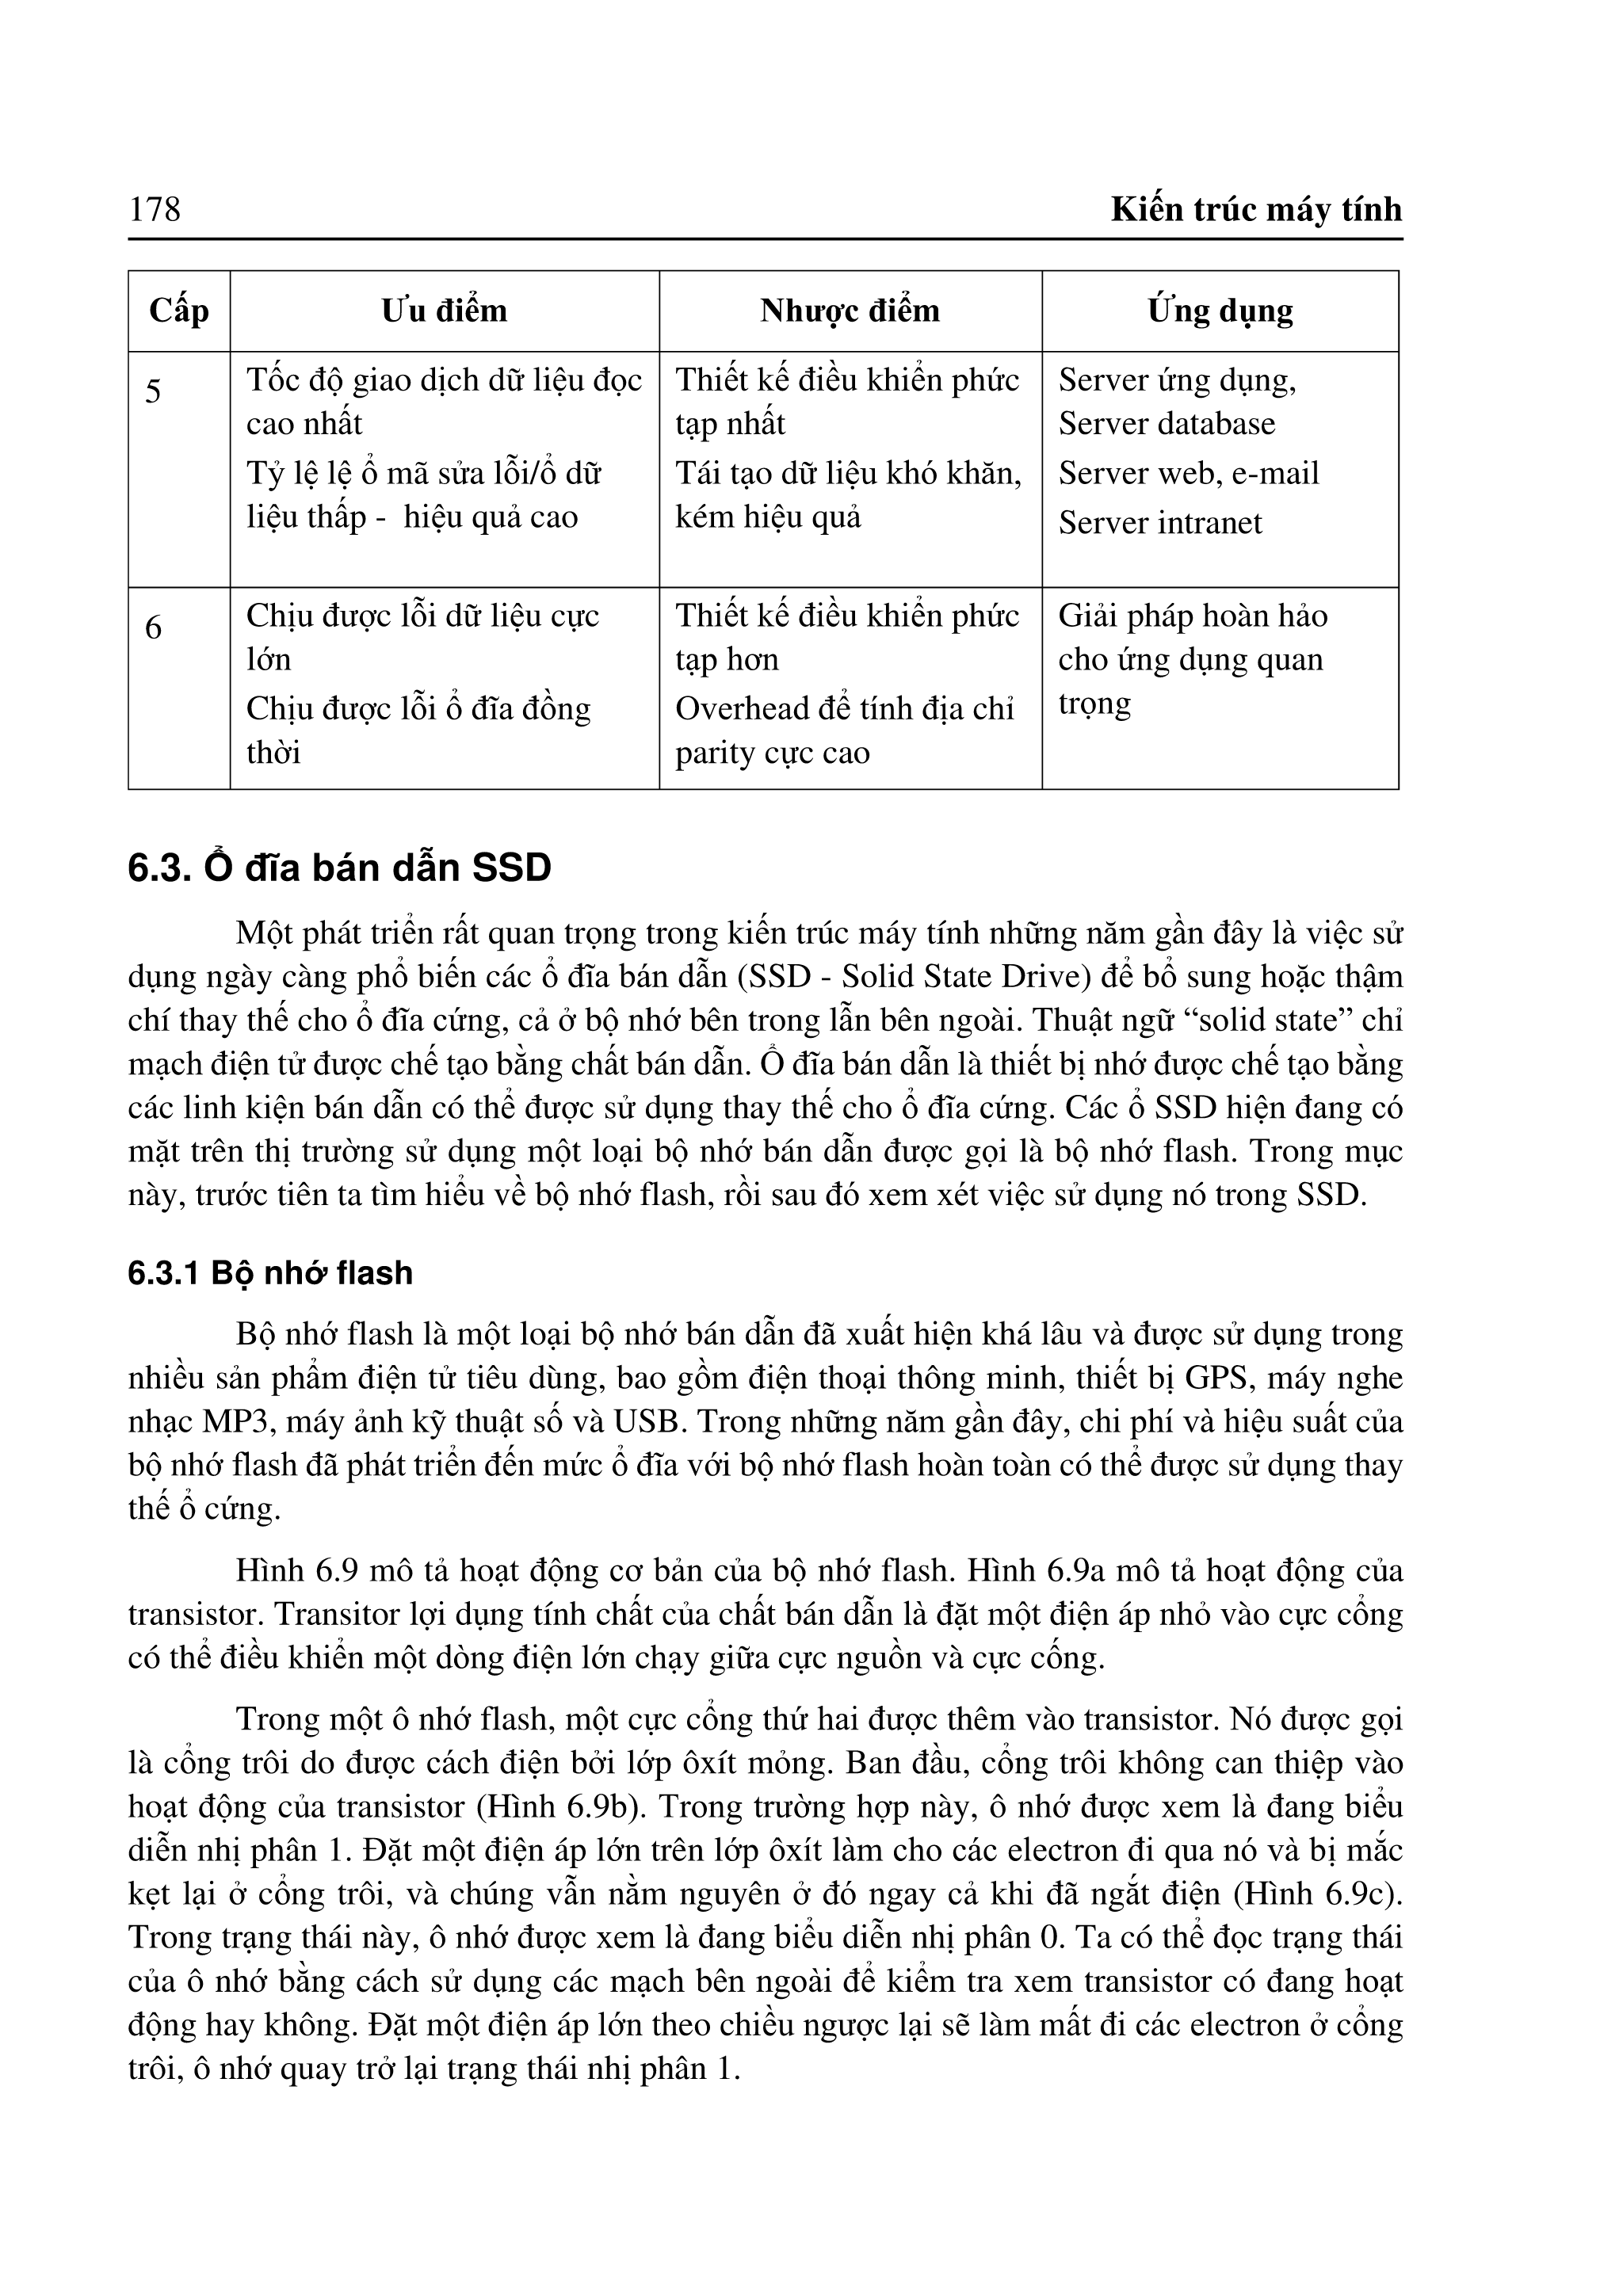 178 Kiến trúc máy tính
Cấp Ưu điểm Nhược điểm Ứng dụng
5
Tốc độ giao dịch dữ liệu đọc
cao nhất
Tỷ lệ lệ ổ mã sửa lỗi/ổ dữ
liệu thấp - hiệu quả cao
Thiết kế điều khiển phức
tạp nhất
Tái tạo dữ liệu khó khăn,
kém hiệu quả
Server ứng dụng,
Server database
Server web, e-mail
Server intranet
6
Chịu được lỗi dữ liệu cực
lớn
Chịu được lỗi ổ đĩa đồng
thời
Thiết kế điều khiển phức
tạp hơn
Overhead để tính địa chỉ
parity cực cao
Giải pháp hoàn hảo
cho ứng dụng quan
trọng
6.3. Ổ đĩa bán dẫn SSD
Một phát triển rất quan trọng trong kiến trúc máy tính những năm gần đây là việc sử
dụng ngày càng phổ biến các ổ đĩa bán dẫn (SSD - Solid State Drive) để bổ sung hoặc thậm
chí thay thế cho ổ đĩa cứng, cả ở bộ nhớ bên trong lẫn bên ngoài. Thuật ngữ “solid state” chỉ
mạch điện tử được chế tạo bằng chất bán dẫn. Ổ đĩa bán dẫn là thiết bị nhớ được chế tạo bằng
các linh kiện bán dẫn có thể được sử dụng thay thế cho ổ đĩa cứng. Các ổ SSD hiện đang có
mặt trên thị trường sử dụng một loại bộ nhớ bán dẫn được gọi là bộ nhớ flash. Trong mục
này, trước tiên ta tìm hiểu về bộ nhớ flash, rồi sau đó xem xét việc sử dụng nó trong SSD.
6.3.1 Bộ nhớ flash
Bộ nhớ flash là một loại bộ nhớ bán dẫn đã xuất hiện khá lâu và được sử dụng trong
nhiều sản phẩm điện tử tiêu dùng, bao gồm điện thoại thông minh, thiết bị GPS, máy nghe
nhạc MP3, máy ảnh kỹ thuật số và USB. Trong những năm gần đây, chi phí và hiệu suất của
bộ nhớ flash đã phát triển đến mức ổ đĩa với bộ nhớ flash hoàn toàn có thể được sử dụng thay
thế ổ cứng.
Hình 6.9 mô tả hoạt động cơ bản của bộ nhớ flash. Hình 6.9a mô tả hoạt động của
transistor. Transitor lợi dụng tính chất của chất bán dẫn là đặt một điện áp nhỏ vào cực cổng
có thể điều khiển một dòng điện lớn chạy giữa cực nguồn và cực cống.
Trong một ô nhớ flash, một cực cổng thứ hai được thêm vào transistor. Nó được gọi
là cổng trôi do được cách điện bởi lớp ôxít mỏng. Ban đầu, cổng trôi không can thiệp vào
hoạt động của transistor (Hình 6.9b). Trong trường hợp này, ô nhớ được xem là đang biểu
diễn nhị phân 1. Đặt một điện áp lớn trên lớp ôxít làm cho các electron đi qua nó và bị mắc
kẹt lại ở cổng trôi, và chúng vẫn nằm nguyên ở đó ngay cả khi đã ngắt điện (Hình 6.9c).
Trong trạng thái này, ô nhớ được xem là đang biểu diễn nhị phân 0. Ta có thể đọc trạng thái
của ô nhớ bằng cách sử dụng các mạch bên ngoài để kiểm tra xem transistor có đang hoạt
động hay không. Đặt một điện áp lớn theo chiều ngược lại sẽ làm mất đi các electron ở cổng
trôi, ô nhớ quay trở lại trạng thái nhị phân 1.